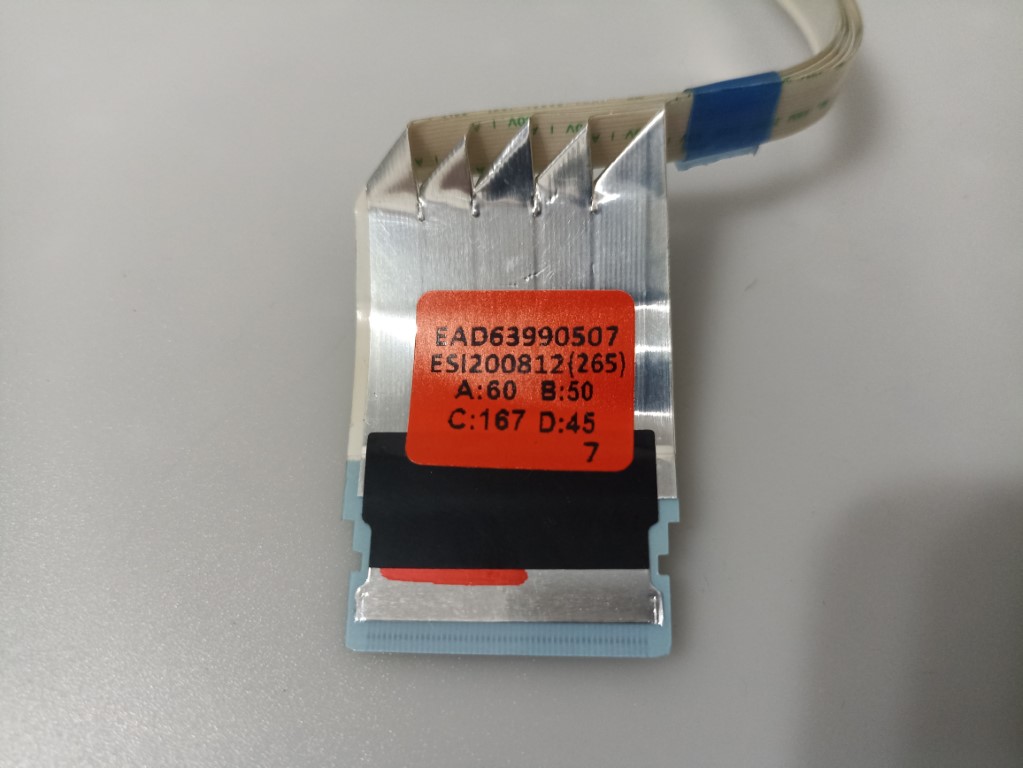 EAD63990507
ESI200812(265)
A:60 B:50
C:167 D:45
7